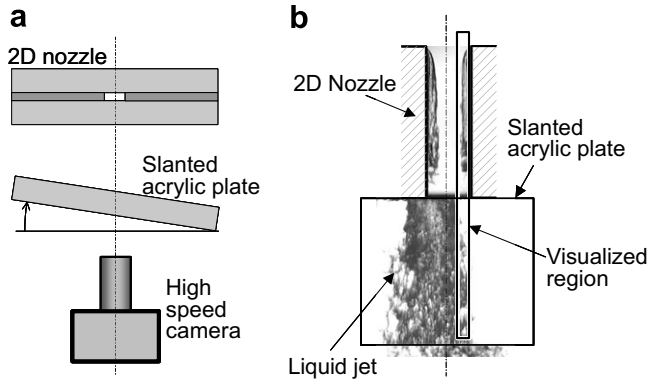 a
2D nozzle
Slanted
acrylic plate
High
speed
camera
b
2D Nozzle
Slanted
acrylic plate
Visualized
region
Liquid jet